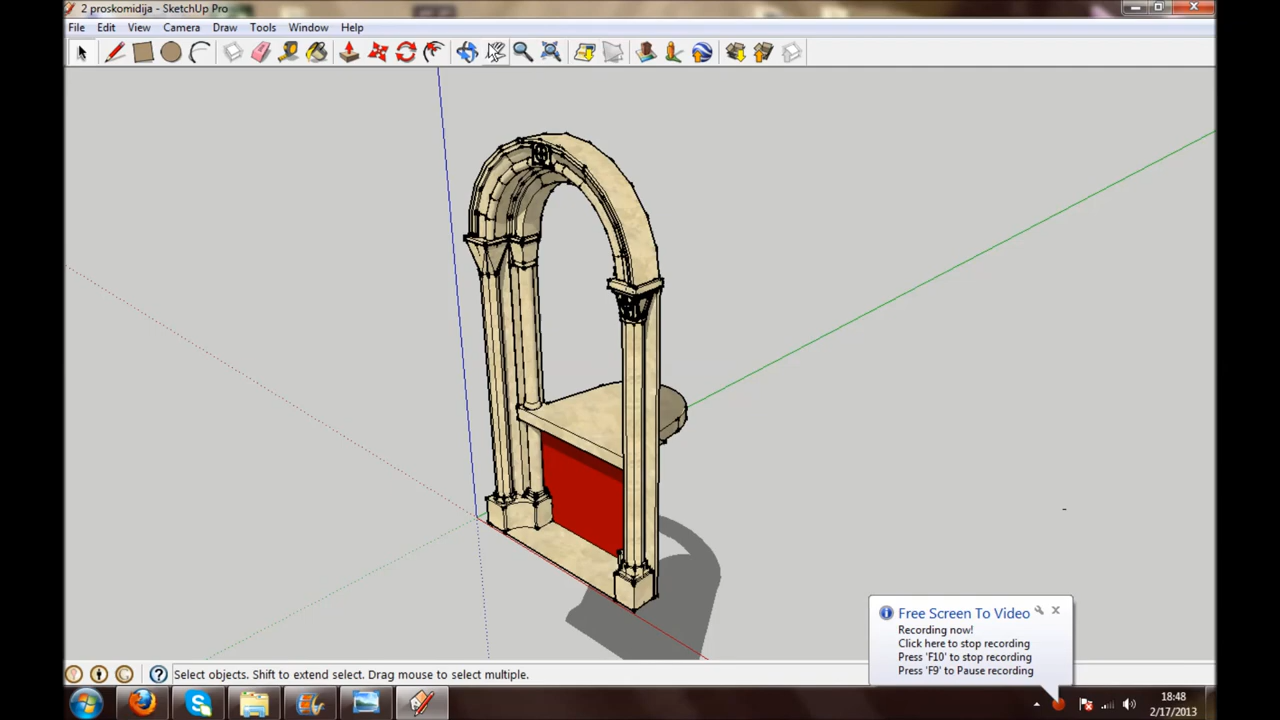 2 proskomidija - SketchUp Pro
File Edit View Camera Draw Tools Window Help
Free Screen To Video
Recording now!
Click here to stop recording
Press 'F10' to stop recording
Press 'F9' to Pause recording
Select objects. Shift to extend select. Drag mouse to select multiple.
18:48
2/17/2013